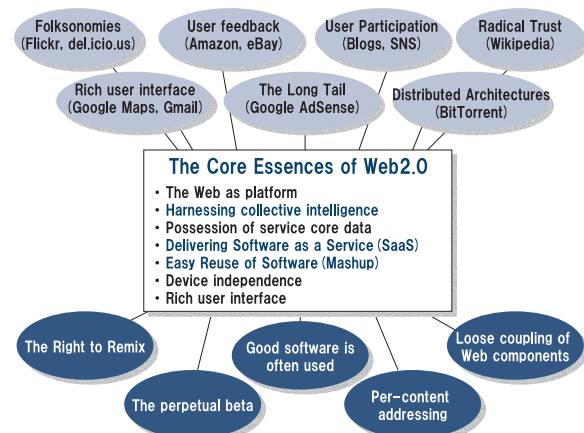 Folksonomies
(Flickr, del.icio.us)
User feedback
(Amazon, eBay)
User Participation
(Blogs, SNS)
Radical Trust
(Wikipedia)
Rich user interface
(Google Maps, Gmail)
The Long Tail
(Google AdSense)
Distributed Architectures
(BitTorrent)
The Core Essences of Web2.0
• The Web as platform
• Harnessing collective intelligence
• Possession of service core data
• Delivering Software as a Service (SaaS)
• Easy Reuse of Software (Mashup)
• Device independence
• Rich user interface
The Right to Remix
Good software is
often used
Loose coupling of
Web components
The perpetual beta
Per-content
addressing